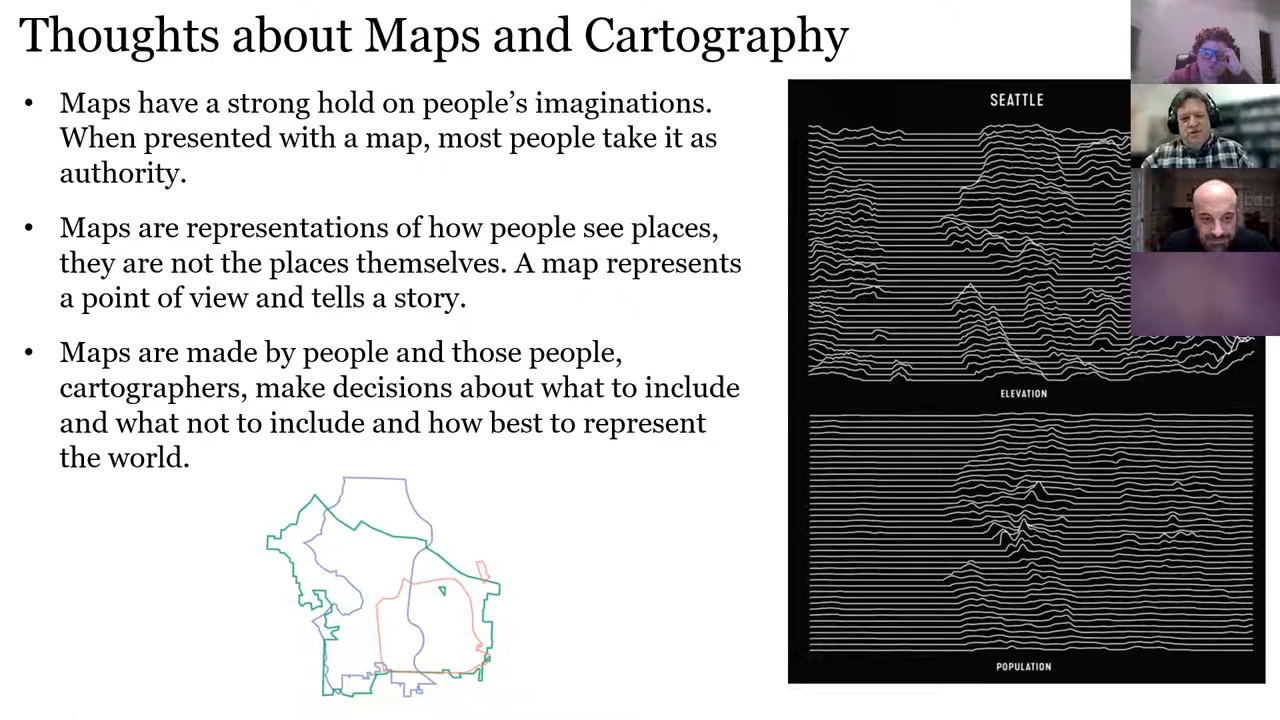 Thoughts about Maps and Cartography
• Maps have a strong hold on people’s imaginations.
When presented with a map, most people take it as
authority.
• Maps are representations of how people see places,
they are not the places themselves. A map represents
a point of view and tells a story.
• Maps are made by people and those people,
cartographers, make decisions about what to include
and what not to include and how best to represent
the world.
SEATTLE
ELEVATION
POPULATION